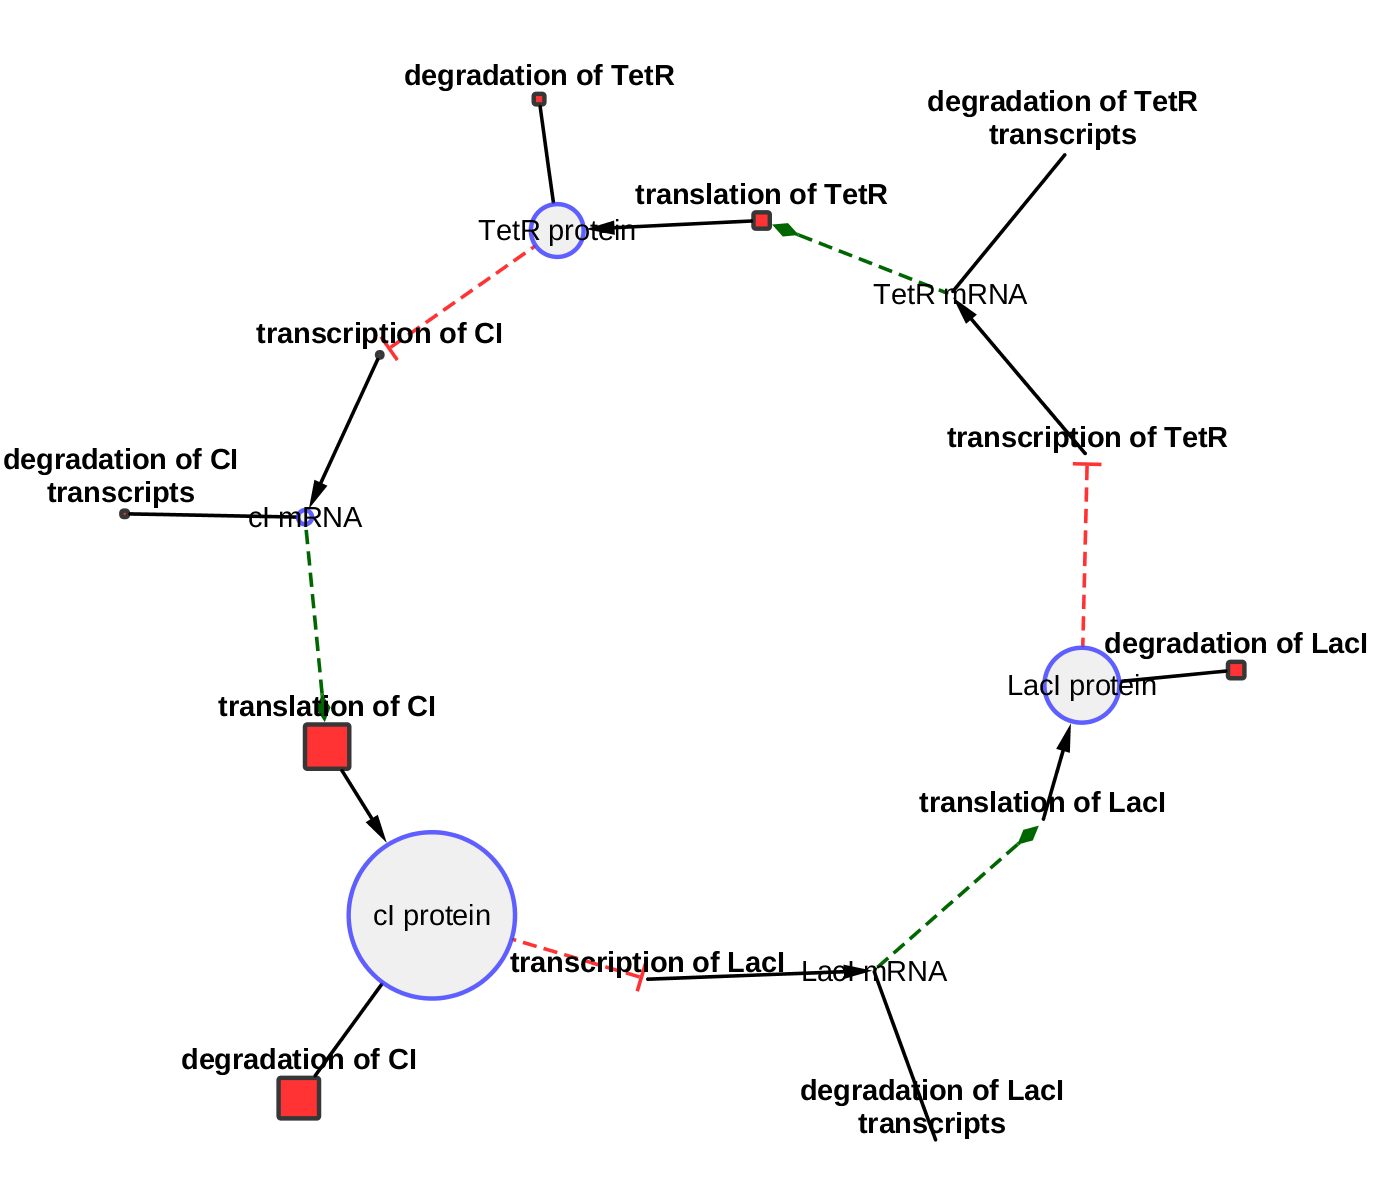 degradation of TetR
degradation of TetR
transcripts
translation of TetR
TetR protein
TetR mRNA
transcription of CI
transcription of TetR
degradation of CI
transcripts
cI mRNA
degradation of LacI
LacI protein
translation of CI
translation of LacI
cI protein
transcription of LacI
LacI mRNA
degradation of CI
degradation of LacI
transcripts